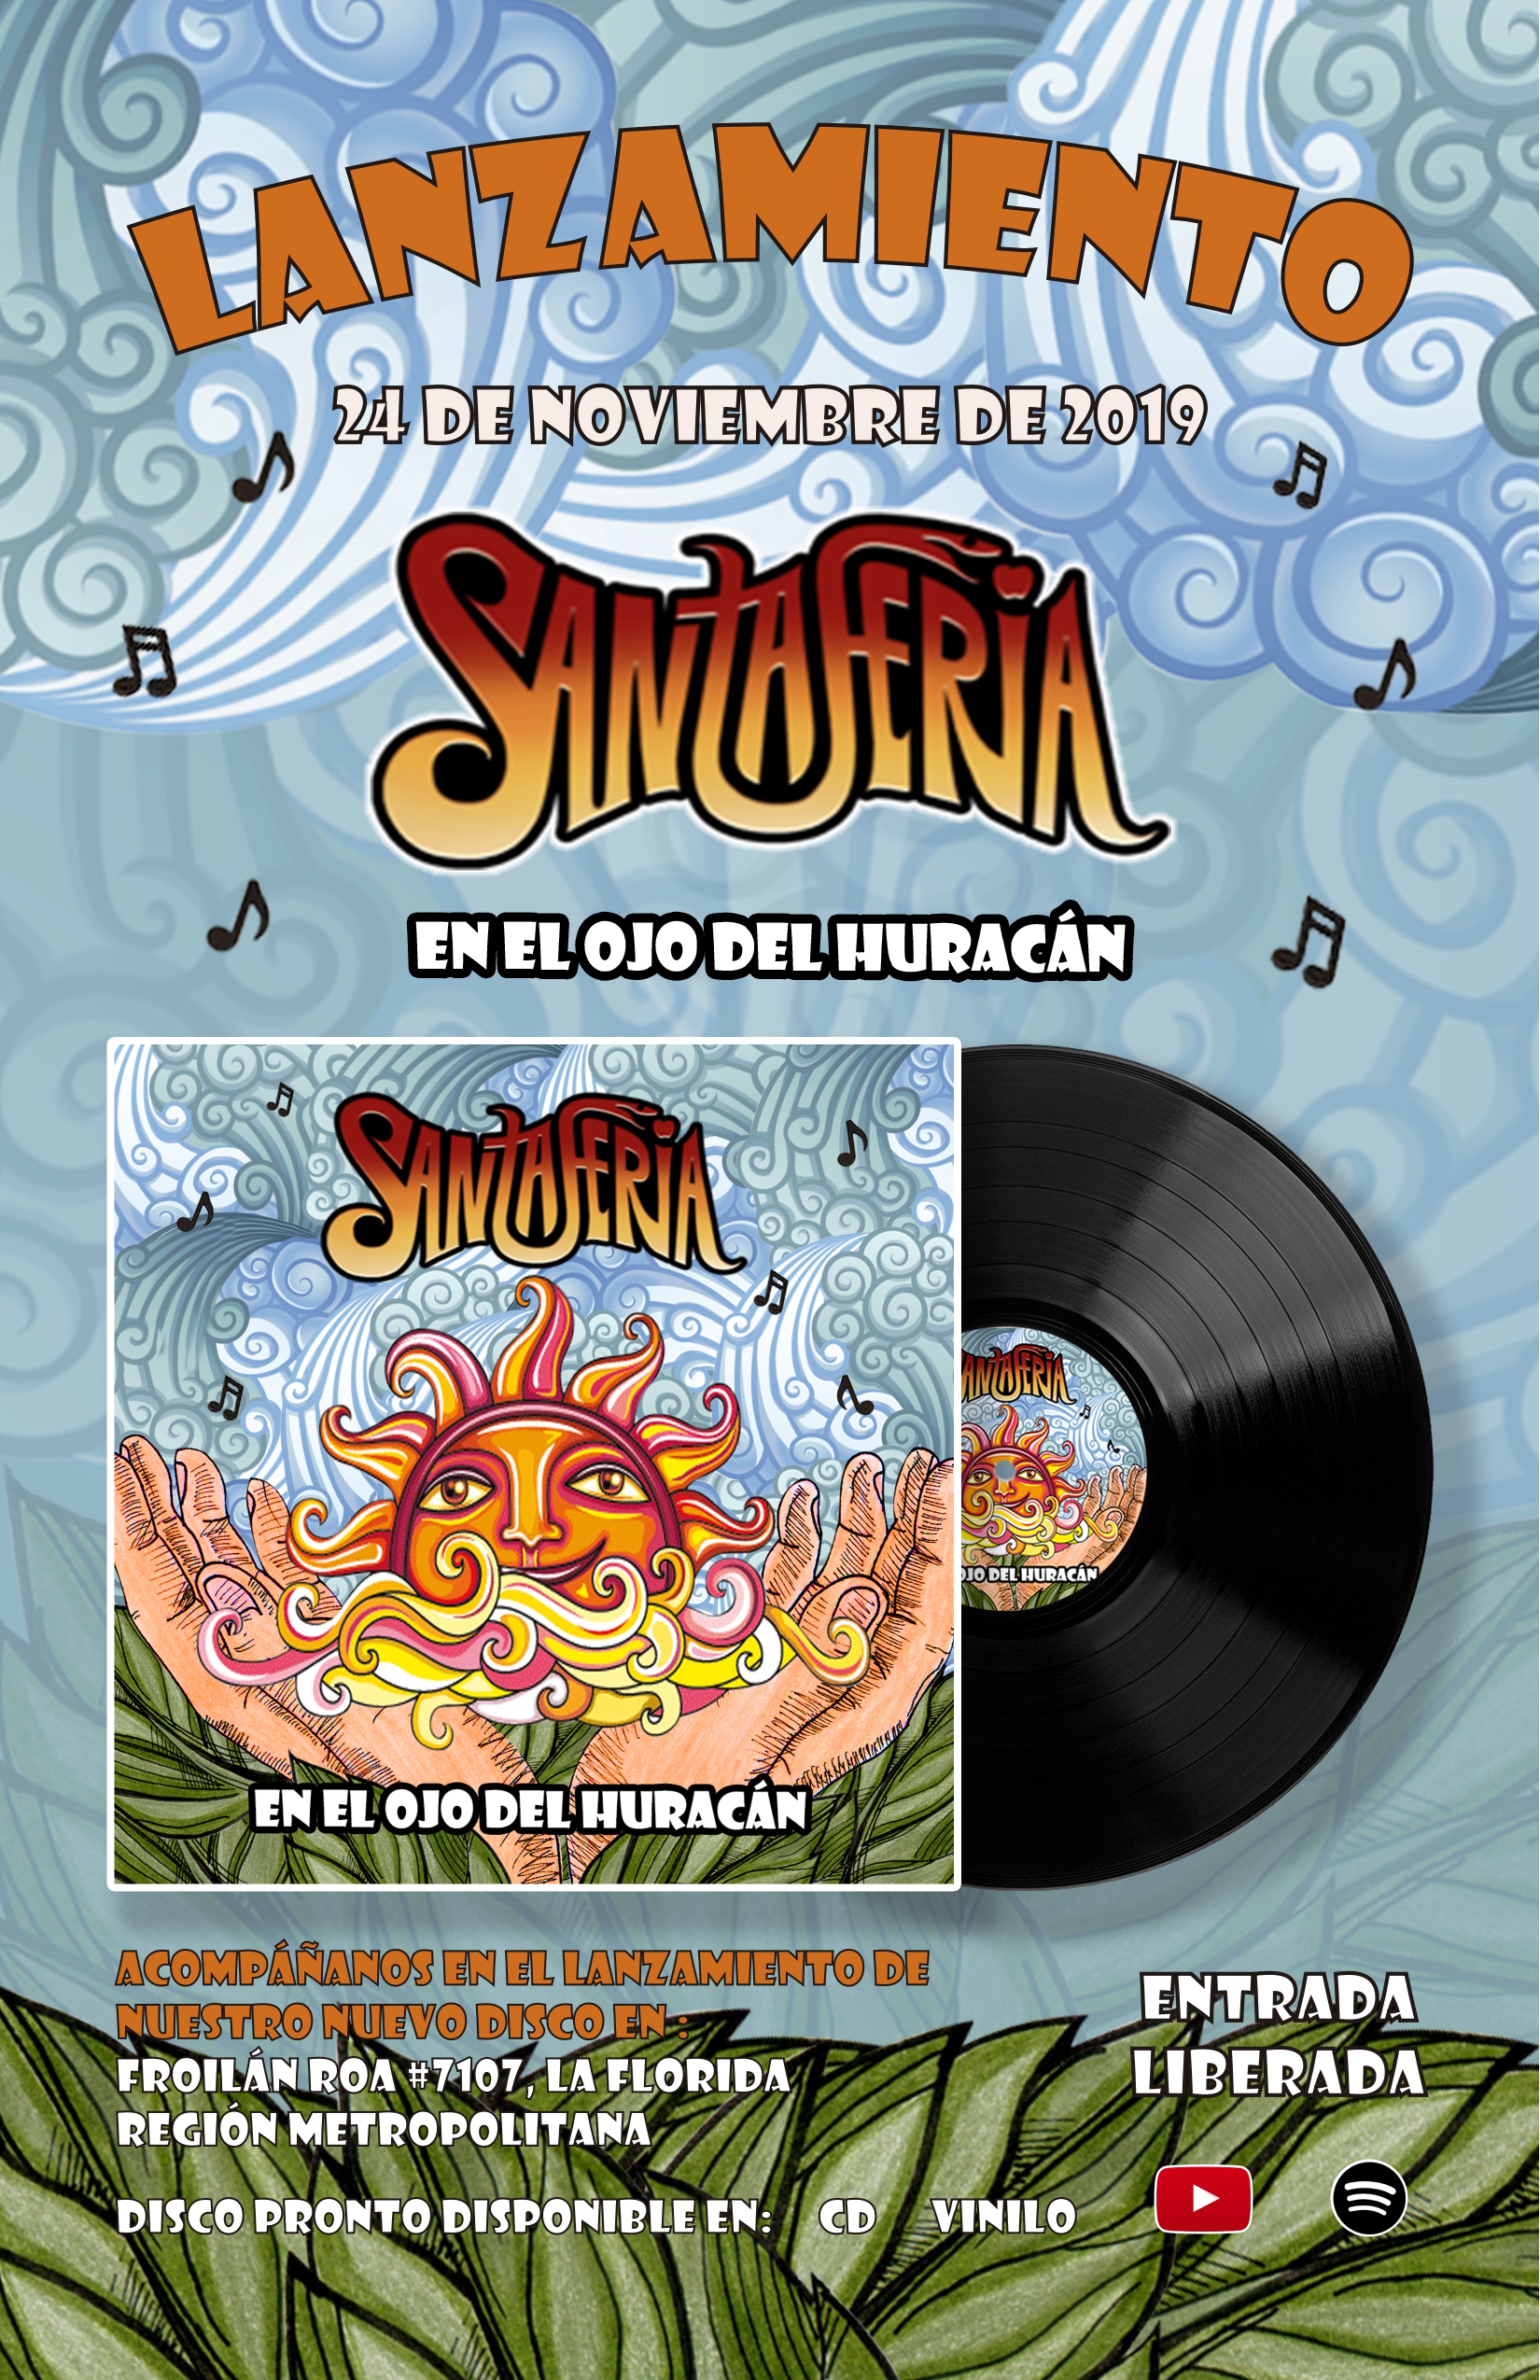 LANZAMIENTO
24 DE NOVIEMBRE DE 2019
SANTAFERIA
EN EL OJO DEL HURACÁN
SANTAFERIA
EN EL OJO DEL HURACÁN
ANTAFERIA
OJO DEL HURACÁN
ACOMPÁÑANOS EN EL LANZAMIENTO DE
NUESTRO NUEVO DISCO EN :
FROILÁN ROA #7107, LA FLORIDA
REGIÓN METROPOLITANA
ENTRADA
LIBERADA
DISCO PRONTO DISPONIBLE EN: CD VINILO